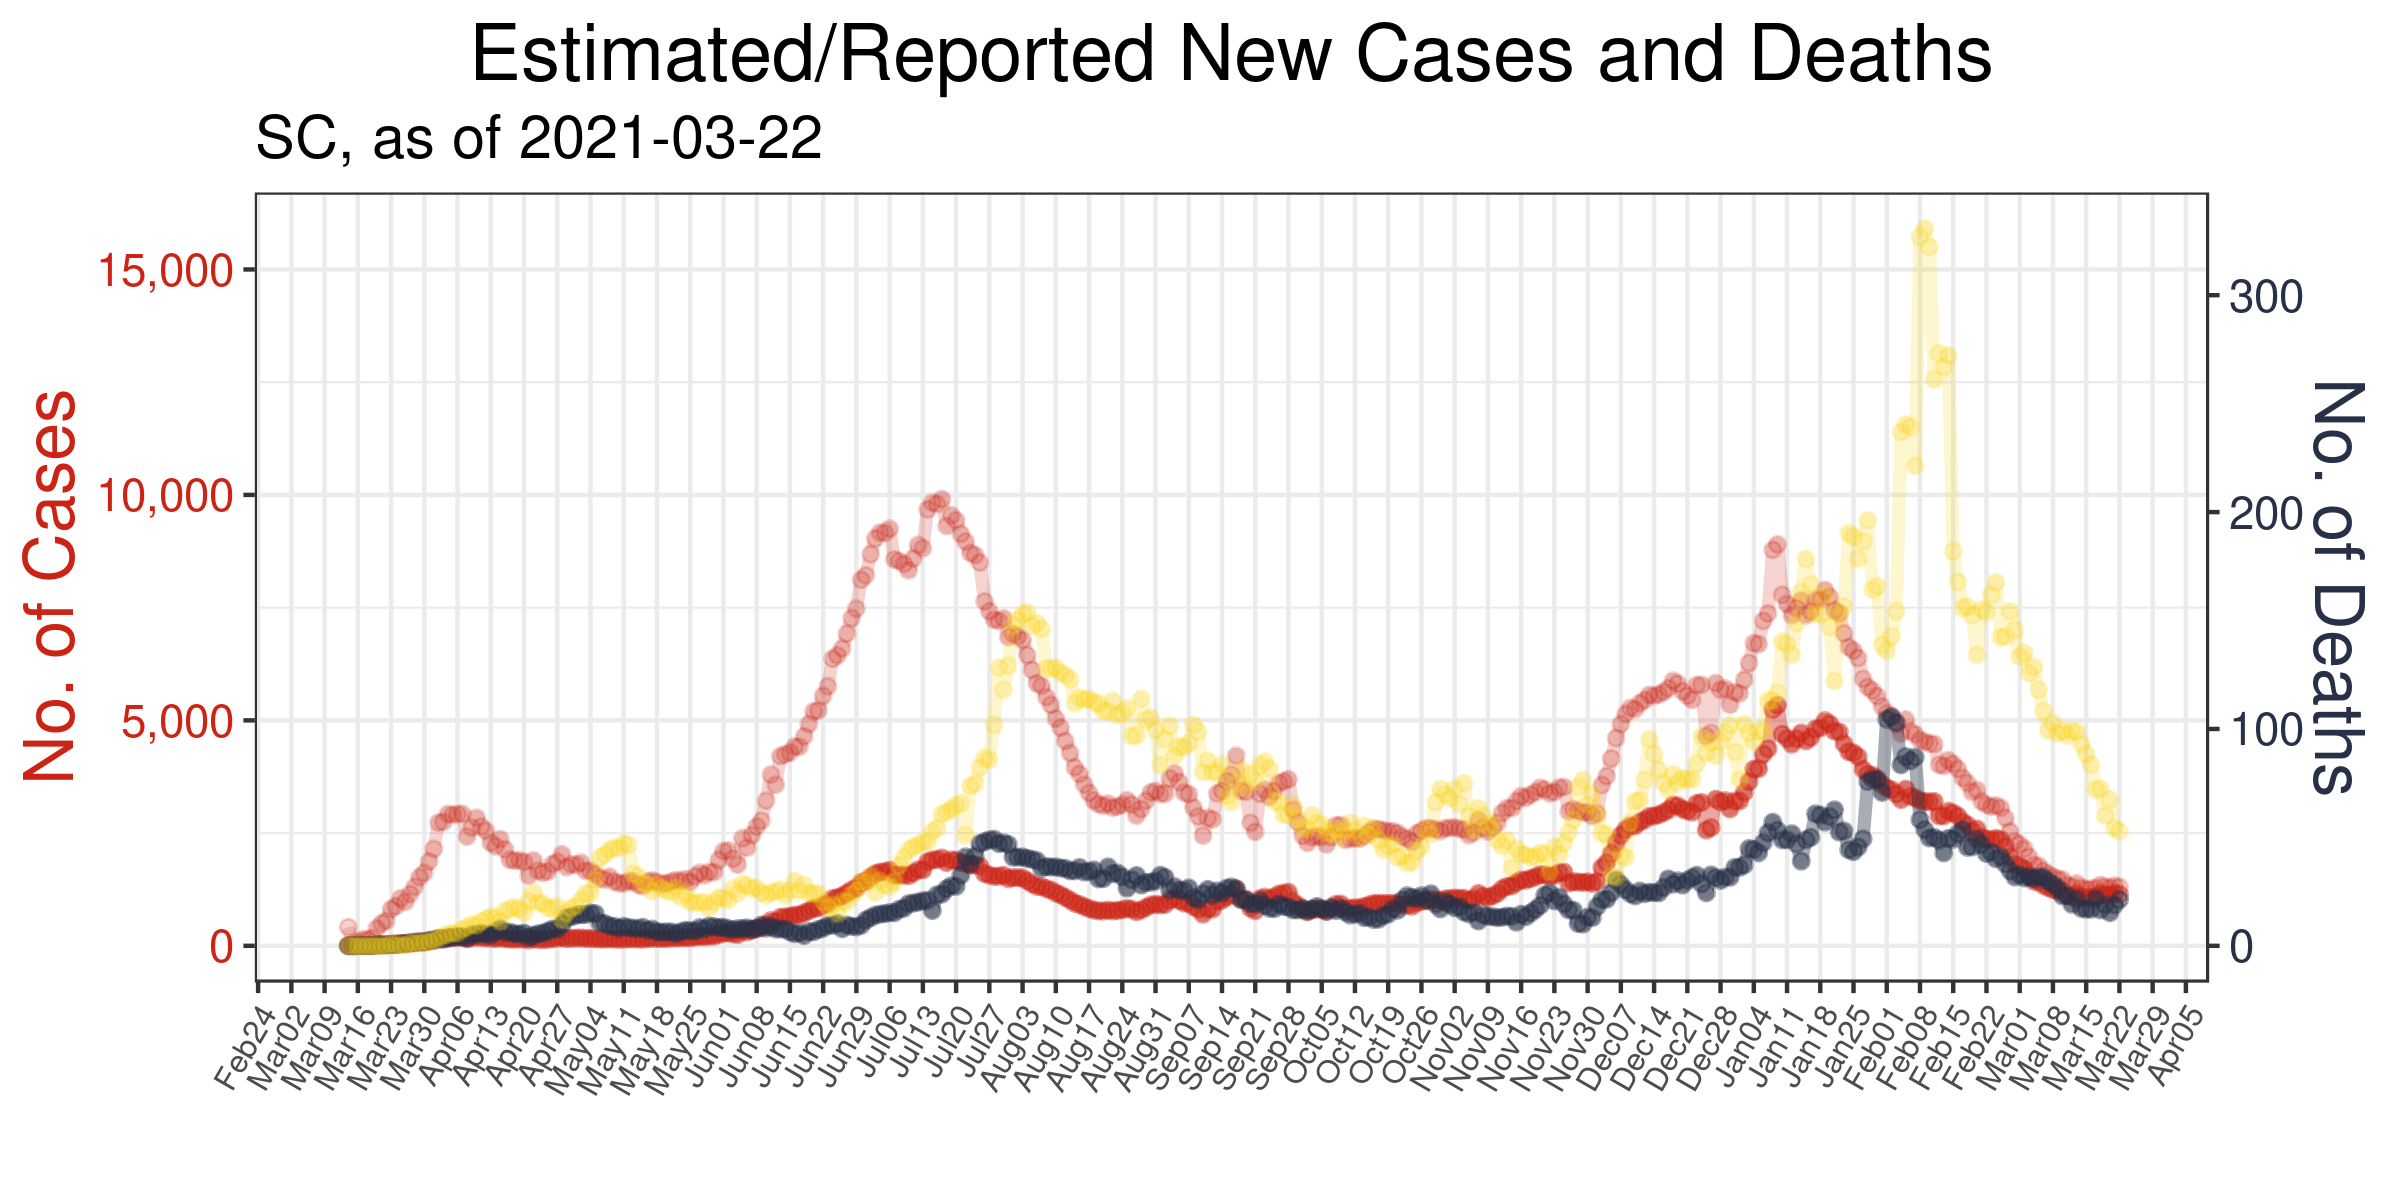 Estimated/Reported New Cases and Deaths
SC, as of 2021-03-22
No. of Cases
15,000
10,000
5,000
0
300
200
100
0
No. of Deaths
Feb24 Mar02 Mar09 Mar16 Mar23 Mar30 Apr06 Apr13 Apr20 Apr27 May04 May11 May18 May25 Jun01 Jun08 Jun15 Jun22 Jun29 Jul06 Jul13 Jul20 Jul27 Aug03 Aug10 Aug17 Aug24 Aug31 Sep07 Sep14 Sep21 Sep28 Oct05 Oct12 Oct19 Oct26 Nov02 Nov09 Nov16 Nov23 Nov30 Dec07 Dec14 Dec21 Dec28 Jan04 Jan11 Jan18 Jan25 Feb01 Feb08 Feb15 Feb22 Mar01 Mar08 Mar15 Mar22 Mar29 Apr05